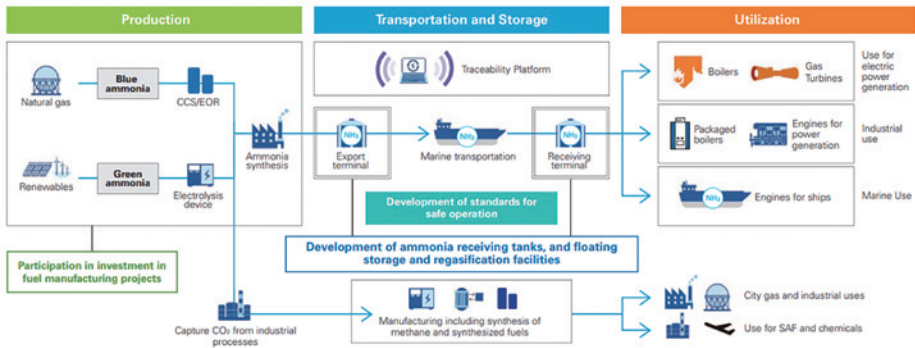 Production
Transportation and Storage
Utilization
Natural gas
Blue
ammonia
CCS/EOR
Renewables
Green
ammonia
Electrolysis
device
Ammonia
synthesis
Participation in investment in
fuel manufacturing projects
Traceability Platform
NH₃
Export
terminal
NH₃
Marine transportation
NH₃
Receiving
terminal
Development of standards for
safe operation
Development of ammonia receiving tanks, and floating
storage and regasification facilities
Boilers
Gas
Turbines
Use for
electric
power
generation
Packaged
boilers
Engines for
power
generation
Industrial
use
NH₃
Engines for ships
Marine Use
Capture CO₂ from industrial
processes
Manufacturing including synthesis of
methane and synthesized fuels
City gas and industrial uses
Use for SAF and chemicals